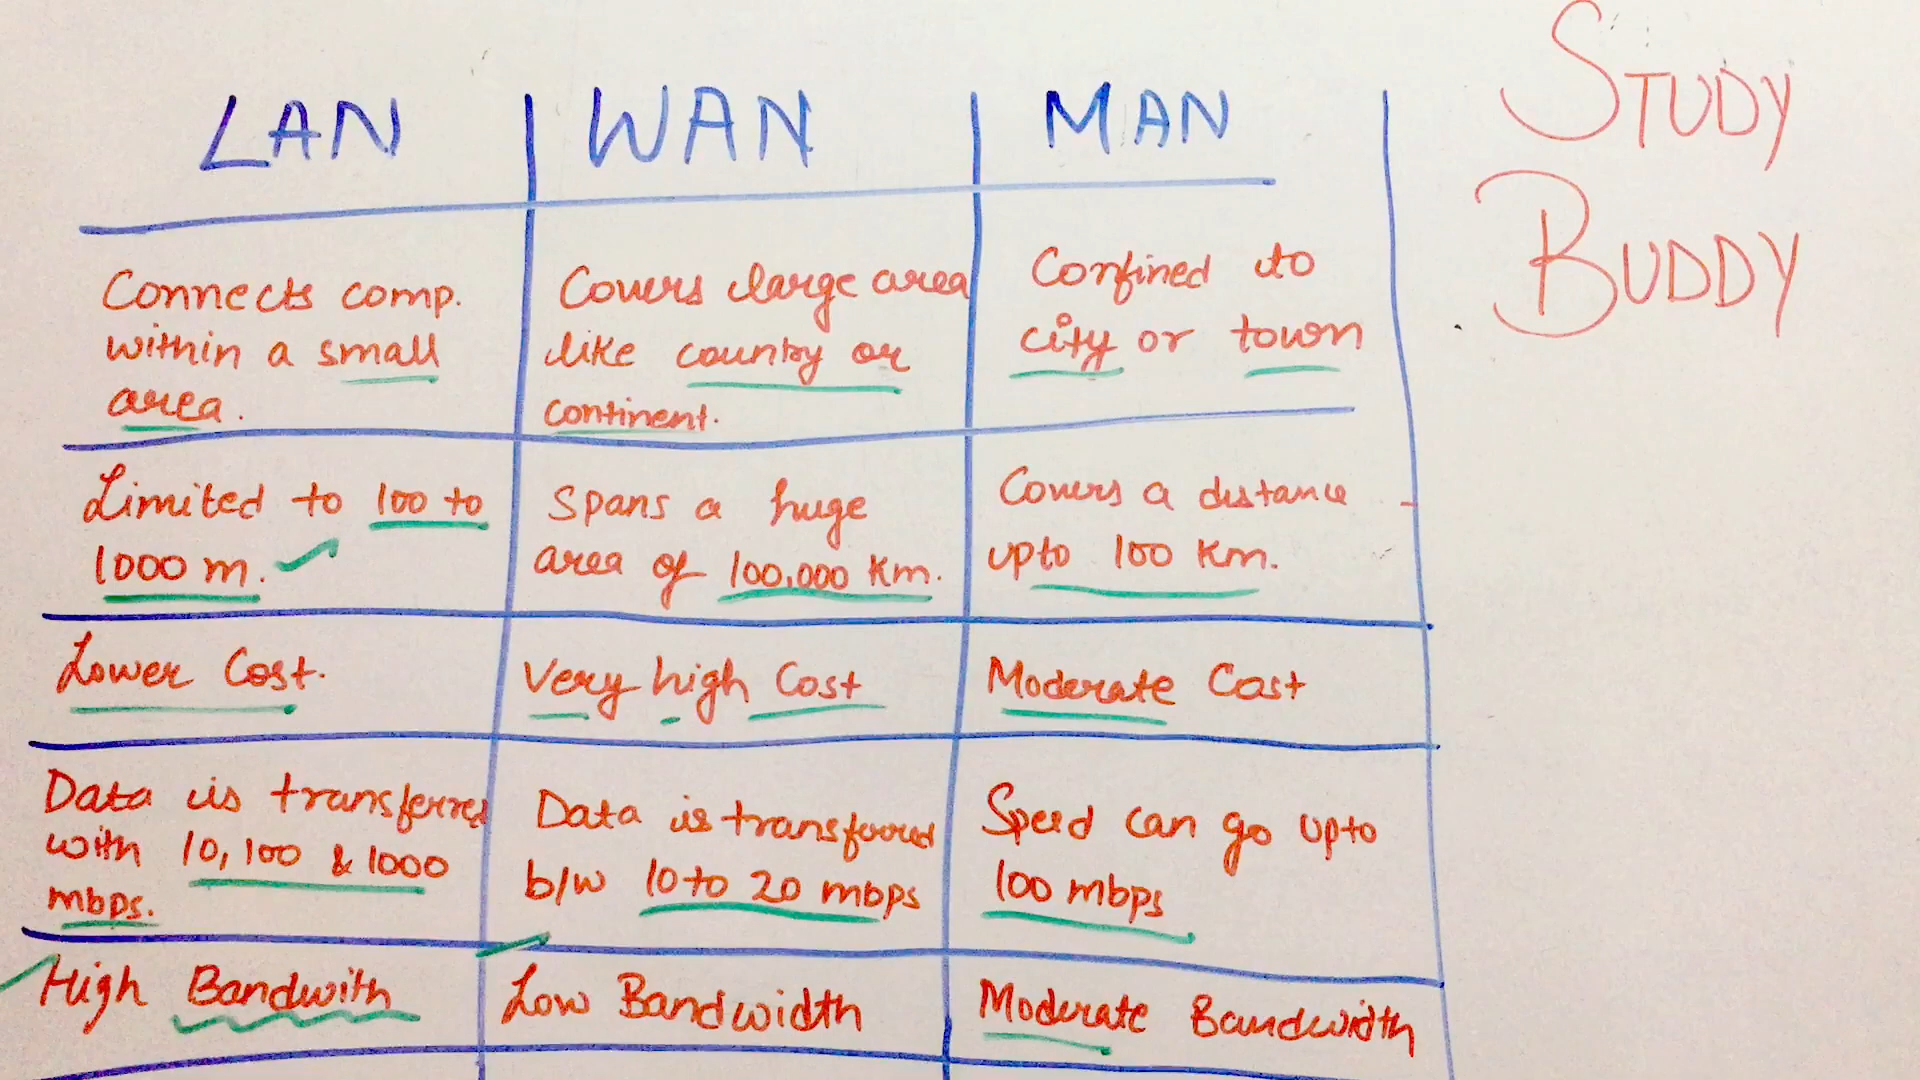 LAN
WAN
MAN
STUDY
BUDDY
Connects comp.
within a small
area.
Covers large area
like country or
continent.
Confined to
city or town
Limited to 100 to
1000 m.
Spans a huge
area of 100,000 Km.
Covers a distance
upto 100 Km.
Lower Cost.
Very high Cost
Moderate Cost
Data is transferred
with 10, 100 & 1000
mbps.
Data is transferred
b/w 10 to 20 mbps
Speed can go upto
100 mbps
High Bandwith
Low Bandwidth
Moderate Bandwidth